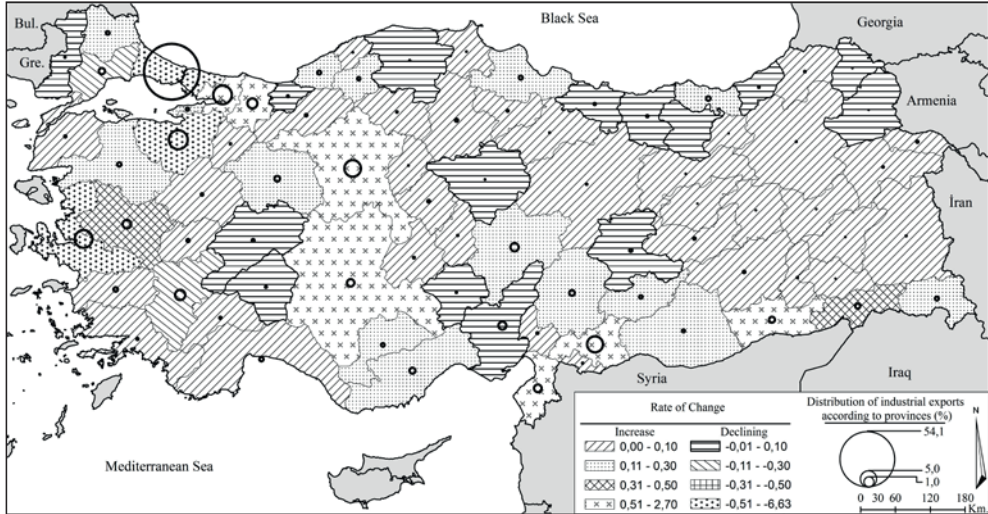 Bul.
Black Sea
Georgia
Gre.
Armenia
İran
Syria
Iraq
Mediterranean Sea
Rate of Change
Increase
Declining
0,00 - 0,10
-0,01 - 0,10
0,11 - 0,30
-0,11 - -0,30
0,31 - 0,50
-0,31 - -0,50
0,51 - 2,70
-0,51 - -6,63
Distribution of industrial exports
according to provinces (%)
54,1
5,0
1,0
N
0 30 60 120 180
Km.